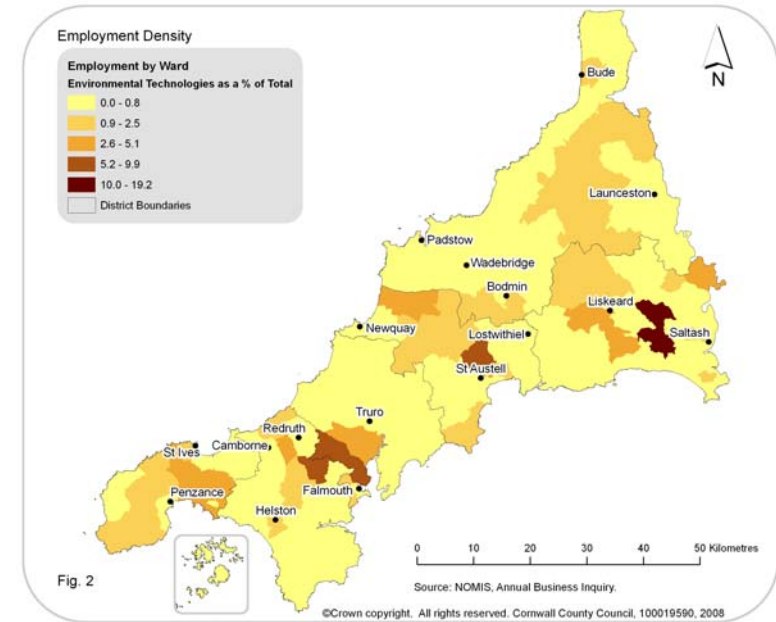 Employment Density
Employment by Ward
Environmental Technologies as a % of Total
0.0 - 0.8
0.9 - 2.5
2.6 - 5.1
5.2 - 9.9
10.0 - 19.2
District Boundaries
N
Bude
Launceston
Padstow
Wadebridge
Bodmin
Liskeard
Newquay
Lostwithiel
Saltash
St Austell
Truro
Redruth
Camborne
St Ives
Penzance
Falmouth
Helston
0 10 20 30 40 50 Kilometres
Fig. 2
Source: NOMIS, Annual Business Inquiry.
©Crown copyright. All rights reserved. Cornwall County Council, 100019590, 2008